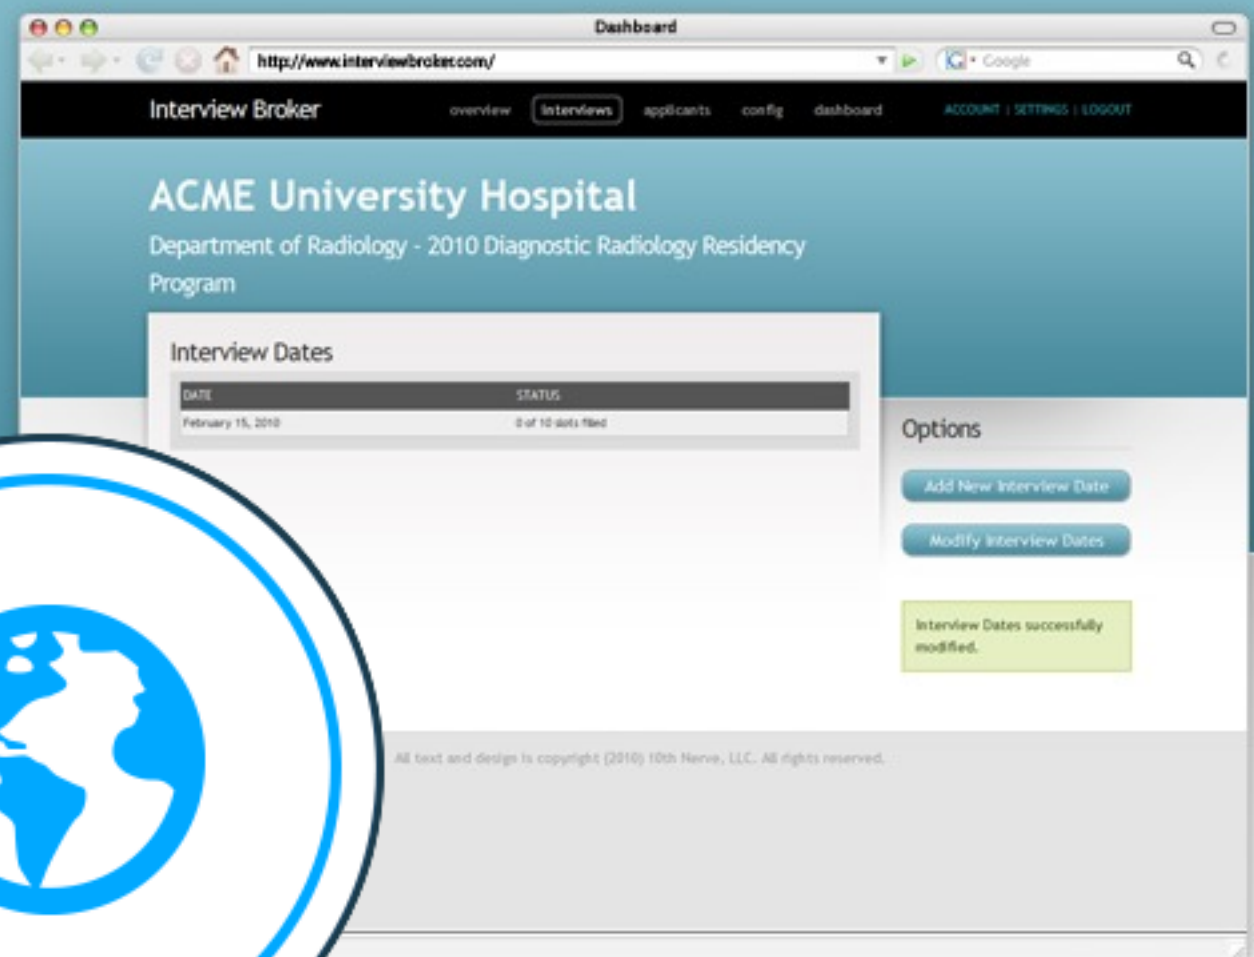 Dashboard
http://www.interviewbroker.com/
Google
Interview Broker
overview interviews applicants config dashboard
ACCOUNT | SETTINGS | LOGOUT
ACME University Hospital
Department of Radiology - 2010 Diagnostic Radiology Residency
Program
Interview Dates
DATE STATUS
February 15, 2010 0 of 10 slots filled
Options
Add New Interview Date
Modify Interview Dates
Interview Dates successfully
modified.
All text and design is copyright (2010) 10th Nerve, LLC. All rights reserved.